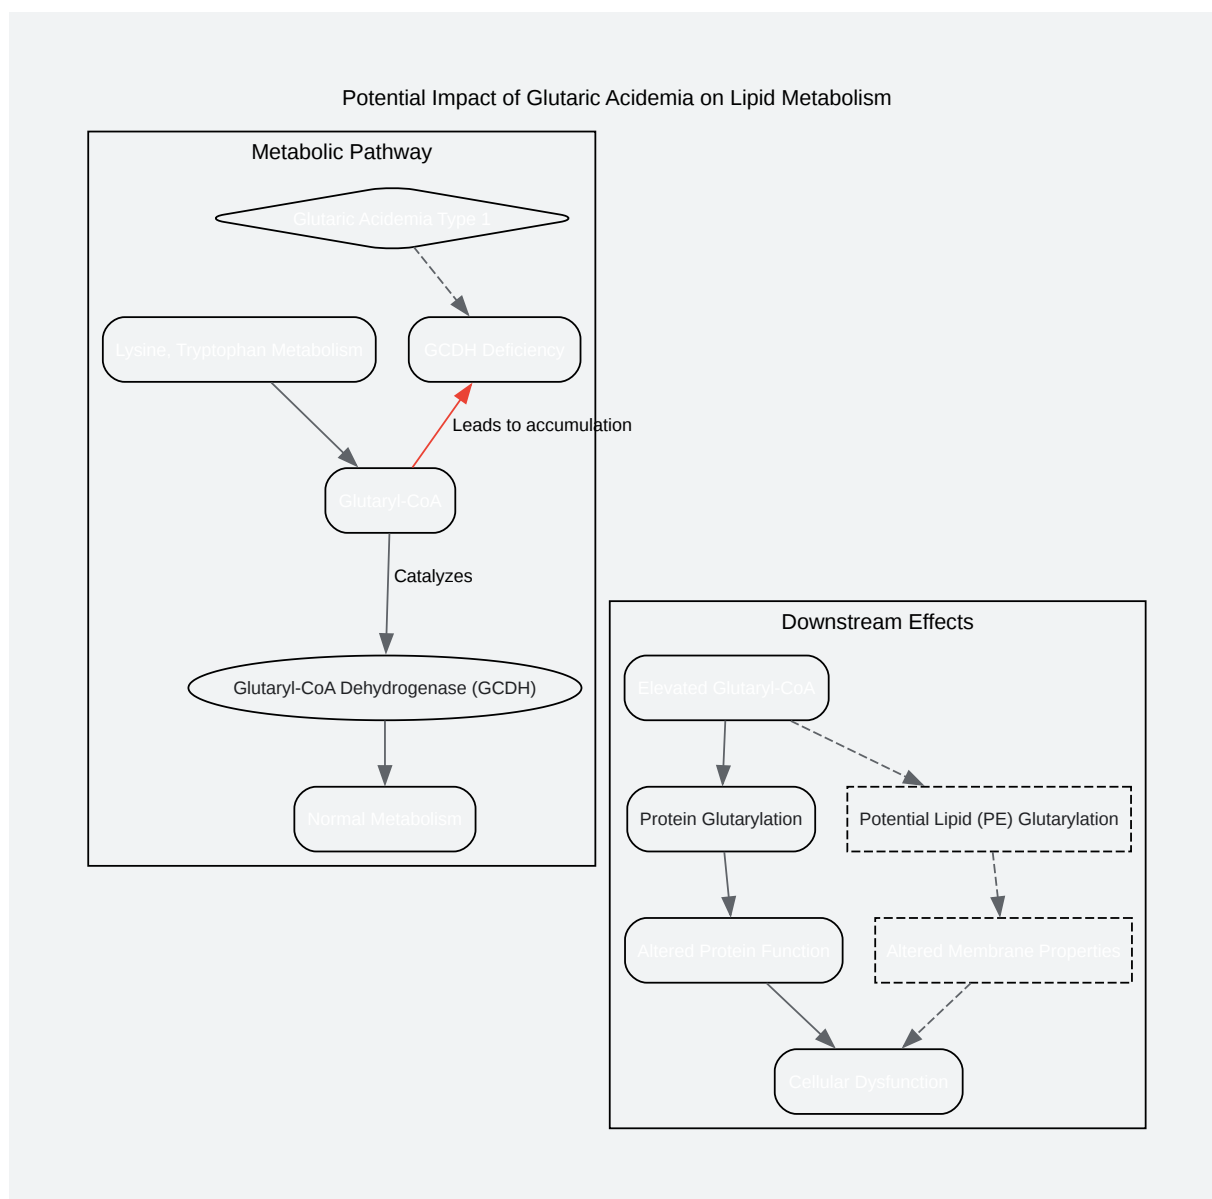 Potential Impact of Glutaric Acidemia on Lipid Metabolism
Metabolic Pathway
Glutaric Acidemia Type 1
Lysine, Tryptophan Metabolism
GCDH Deficiency
Leads to accumulation
Glutaryl-CoA
Catalyzes
Glutaryl-CoA Dehydrogenase (GCDH)
Normal Metabolism
Downstream Effects
Elevated Glutaryl-CoA
Protein Glutarylation
Potential Lipid (PE) Glutarylation
Altered Protein Function
Altered Membrane Properties
Cellular Dysfunction